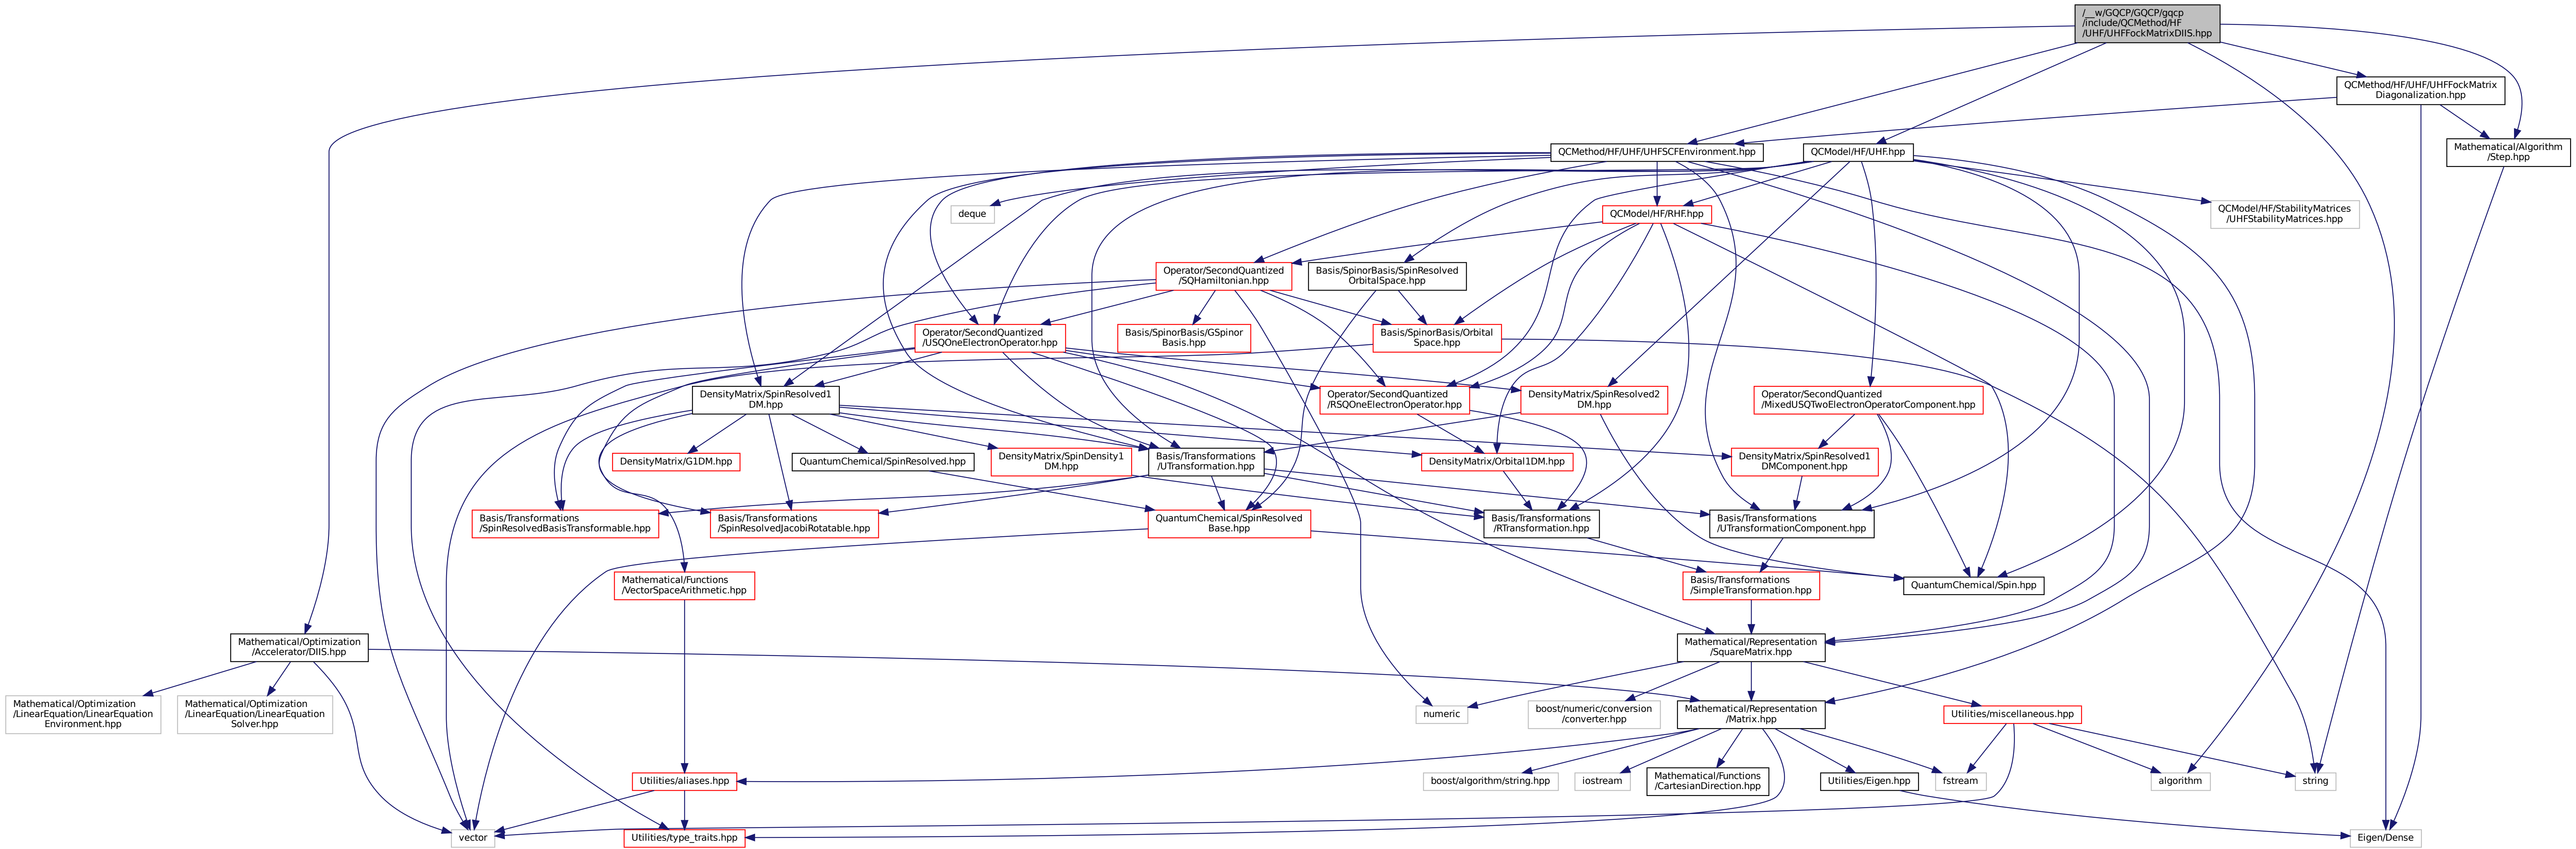 /__w/GQCP/GQCP/gqcp
/include/QCMethod/HF
/UHF/UHFFockMatrixDIIS.hpp
QCMethod/HF/UHF/UHFFockMatrix
Diagonalization.hpp
QCMethod/HF/UHF/UHFSCFEnvironment.hpp
QCModel/HF/UHF.hpp
Mathematical/Algorithm
/Step.hpp
deque
QCModel/HF/RHF.hpp
QCModel/HF/StabilityMatrices
/UHFStabilityMatrices.hpp
Operator/SecondQuantized
/SQHamiltonian.hpp
Basis/SpinorBasis/SpinResolved
OrbitalSpace.hpp
Operator/SecondQuantized
/USQOneElectronOperator.hpp
Basis/SpinorBasis/GSpinor
Basis.hpp
Basis/SpinorBasis/Orbital
Space.hpp
DensityMatrix/SpinResolved1
DM.hpp
Operator/SecondQuantized
/RSQOneElectronOperator.hpp
DensityMatrix/SpinResolved2
DM.hpp
Operator/SecondQuantized
/MixedUSQTwoElectronOperatorComponent.hpp
DensityMatrix/G1DM.hpp
QuantumChemical/SpinResolved.hpp
DensityMatrix/SpinDensity1
DM.hpp
Basis/Transformations
/UTransformation.hpp
DensityMatrix/Orbital1DM.hpp
DensityMatrix/SpinResolved1
DMComponent.hpp
Basis/Transformations
/SpinResolvedBasisTransformable.hpp
Basis/Transformations
/SpinResolvedJacobiRotatable.hpp
QuantumChemical/SpinResolved
Base.hpp
Basis/Transformations
/RTransformation.hpp
Basis/Transformations
/UTransformationComponent.hpp
Mathematical/Functions
/VectorSpaceArithmetic.hpp
Basis/Transformations
/SimpleTransformation.hpp
QuantumChemical/Spin.hpp
Mathematical/Optimization
/Accelerator/DIIS.hpp
Mathematical/Representation
/SquareMatrix.hpp
Mathematical/Optimization
/LinearEquation/LinearEquation
Environment.hpp
Mathematical/Optimization
/LinearEquation/LinearEquation
Solver.hpp
numeric
boost/numeric/conversion
/converter.hpp
Mathematical/Representation
/Matrix.hpp
Utilities/miscellaneous.hpp
Utilities/aliases.hpp
boost/algorithm/string.hpp
iostream
Mathematical/Functions
/CartesianDirection.hpp
Utilities/Eigen.hpp
fstream
algorithm
string
vector
Utilities/type_traits.hpp
Eigen/Dense